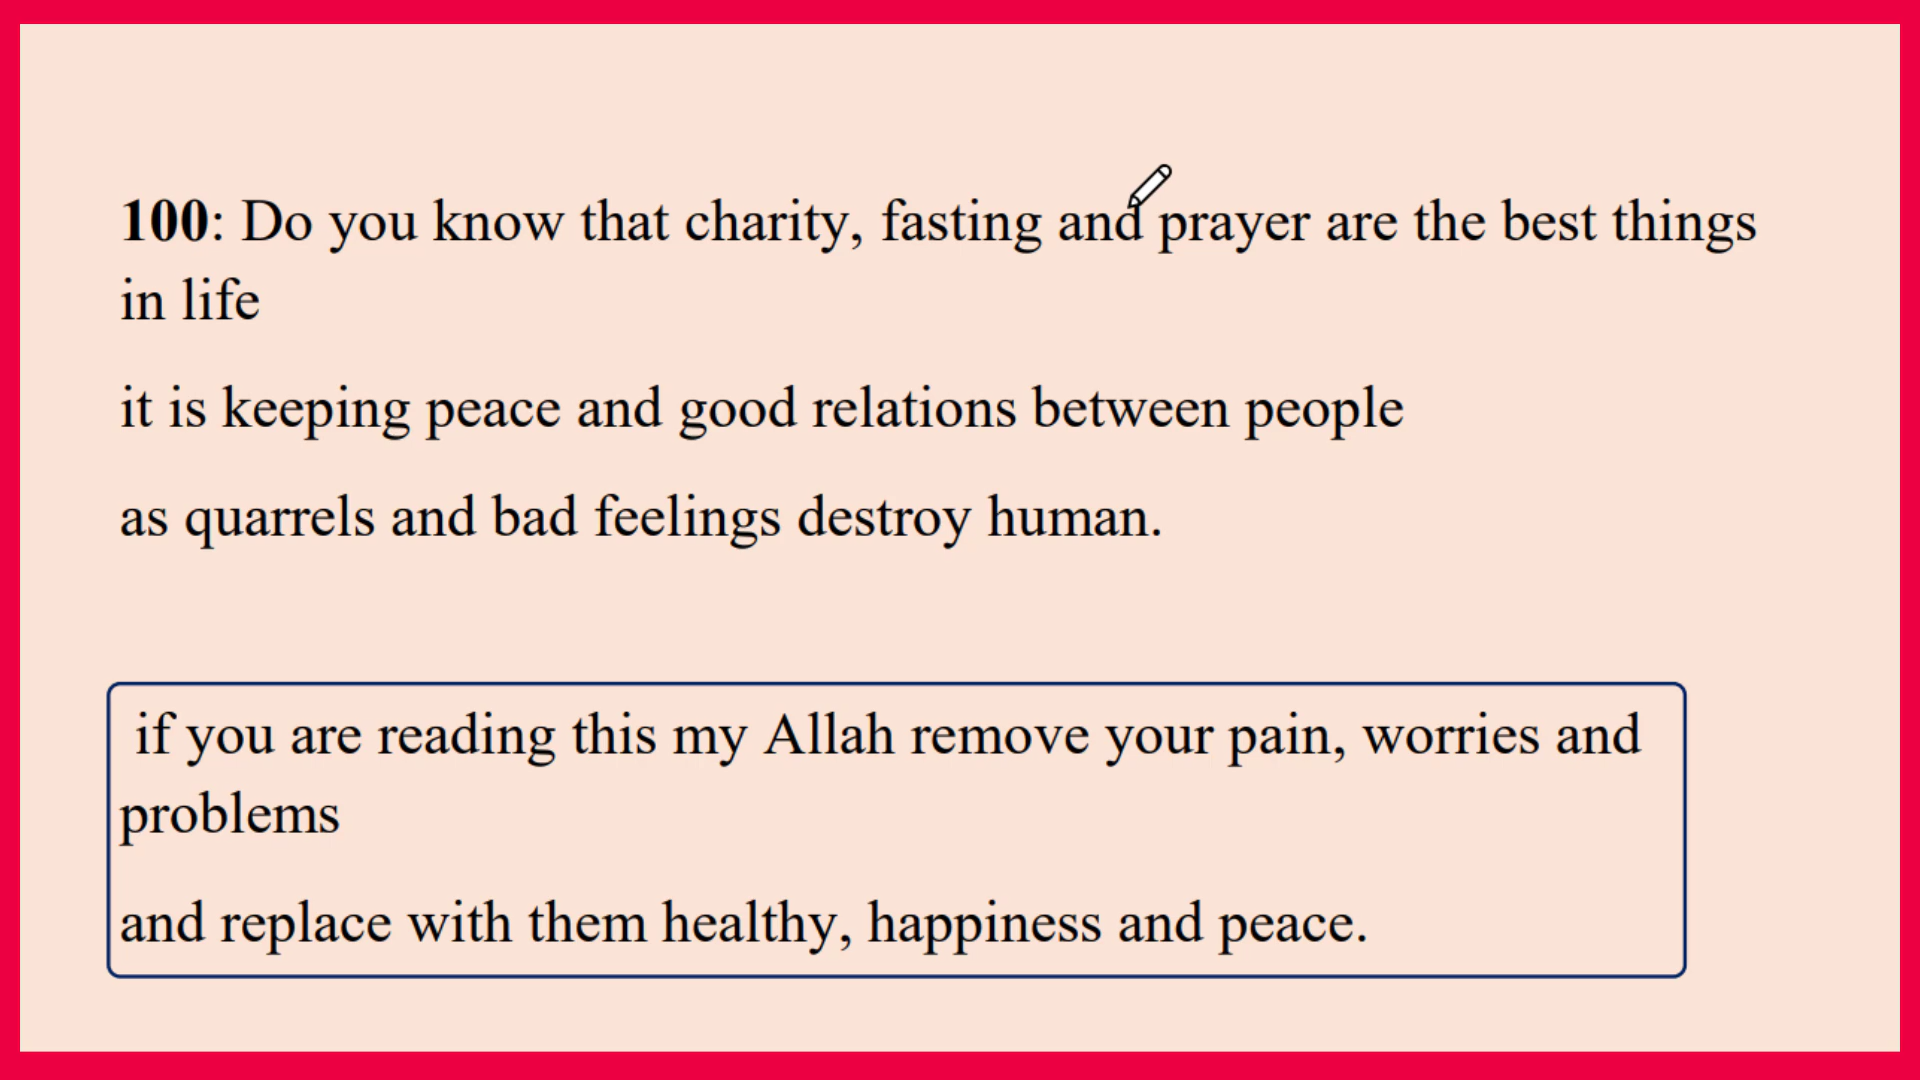 100: Do you know that charity, fasting and prayer are the best things
in life
it is keeping peace and good relations between people
as quarrels and bad feelings destroy human.
if you are reading this my Allah remove your pain, worries and
problems
and replace with them healthy, happiness and peace.